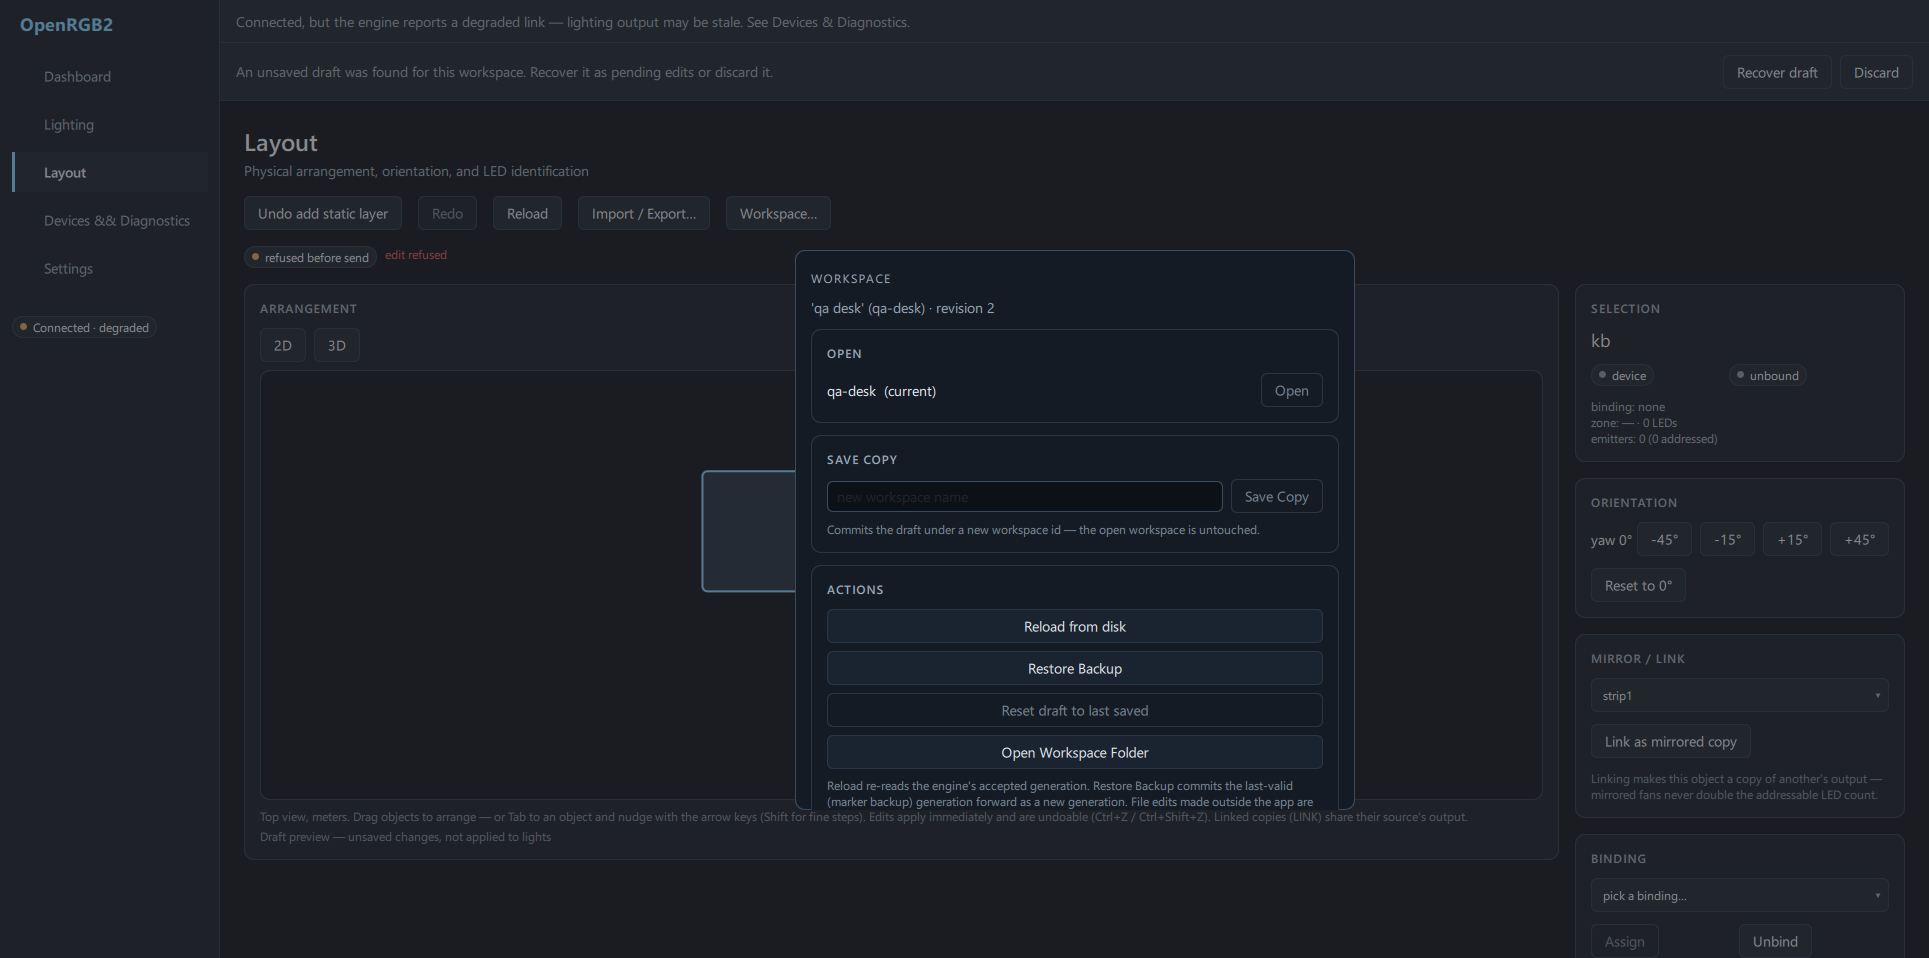 OpenRGB2
Dashboard
Lighting
Layout
Devices && Diagnostics
Settings
Connected · degraded
Connected, but the engine reports a degraded link — lighting output may be stale. See Devices & Diagnostics.
An unsaved draft was found for this workspace. Recover it as pending edits or discard it.
Recover draft
Discard
Layout
Physical arrangement, orientation, and LED identification
Undo add static layer
Redo
Reload
Import / Export...
Workspace...
refused before send
edit refused
ARRANGEMENT
2D
3D
Top view, meters. Drag objects to arrange — or Tab to an object and nudge with the arrow keys (Shift for fine steps). Edits apply immediately and are undoable (Ctrl+Z / Ctrl+Shift+Z). Linked copies (LINK) share their source's output.
Draft preview — unsaved changes, not applied to lights
WORKSPACE
'qa desk' (qa-desk) · revision 2
OPEN
qa-desk (current)
Open
SAVE COPY
new workspace name
Save Copy
Commits the draft under a new workspace id — the open workspace is untouched.
ACTIONS
Reload from disk
Restore Backup
Reset draft to last saved
Open Workspace Folder
Reload re-reads the engine's accepted generation. Restore Backup commits the last-valid
(marker backup) generation forward as a new generation. File edits made outside the app are
SELECTION
kb
device
unbound
binding: none
zone: — · 0 LEDs
emitters: 0 (0 addressed)
ORIENTATION
yaw 0°
-45°
-15°
+15°
+45°
Reset to 0°
MIRROR / LINK
strip1
Link as mirrored copy
Linking makes this object a copy of another's output —
mirrored fans never double the addressable LED count.
BINDING
pick a binding...
Assign
Unbind